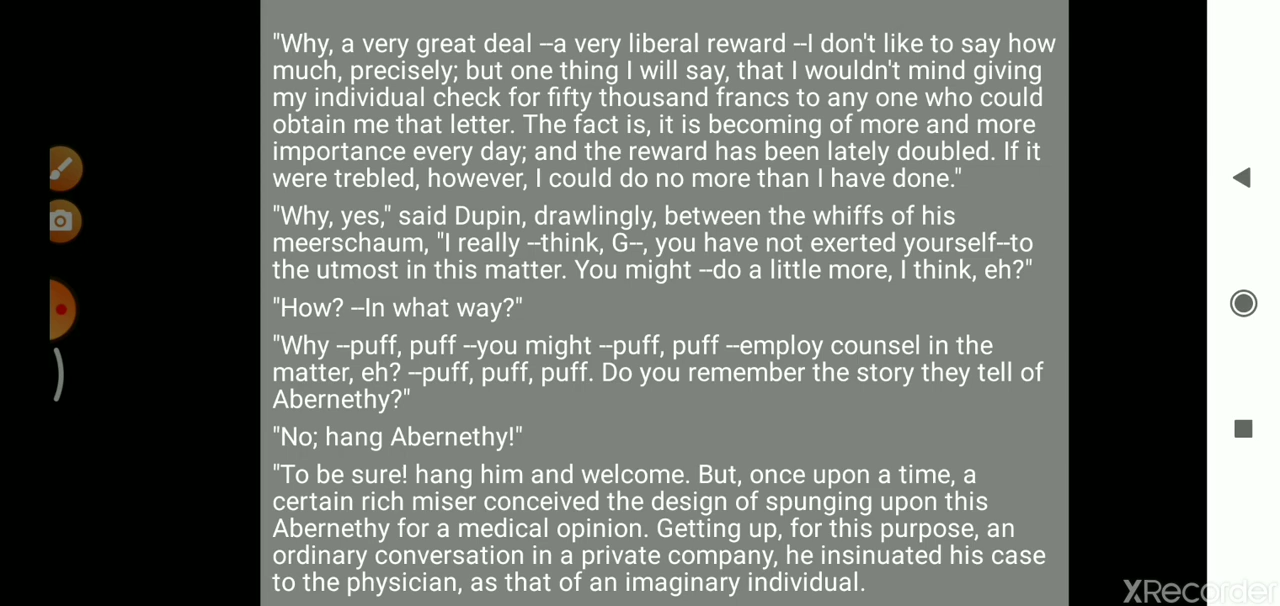 "Why, a very great deal --a very liberal reward --I don't like to say how
much, precisely; but one thing I will say, that I wouldn't mind giving
my individual check for fifty thousand francs to any one who could
obtain me that letter. The fact is, it is becoming of more and more
importance every day; and the reward has been lately doubled. If it
were trebled, however, I could do no more than I have done."
"Why, yes," said Dupin, drawlingly, between the whiffs of his
meerschaum, "I really --think, G--, you have not exerted yourself--to
the utmost in this matter. You might --do a little more, I think, eh?"
"How? --In what way?"
"Why --puff, puff --you might --puff, puff --employ counsel in the
matter, eh? --puff, puff, puff. Do you remember the story they tell of
Abernethy?"
"No; hang Abernethy!"
"To be sure! hang him and welcome. But, once upon a time, a
certain rich miser conceived the design of spunging upon this
Abernethy for a medical opinion. Getting up, for this purpose, an
ordinary conversation in a private company, he insinuated his case
to the physician, as that of an imaginary individual.
XRecorder